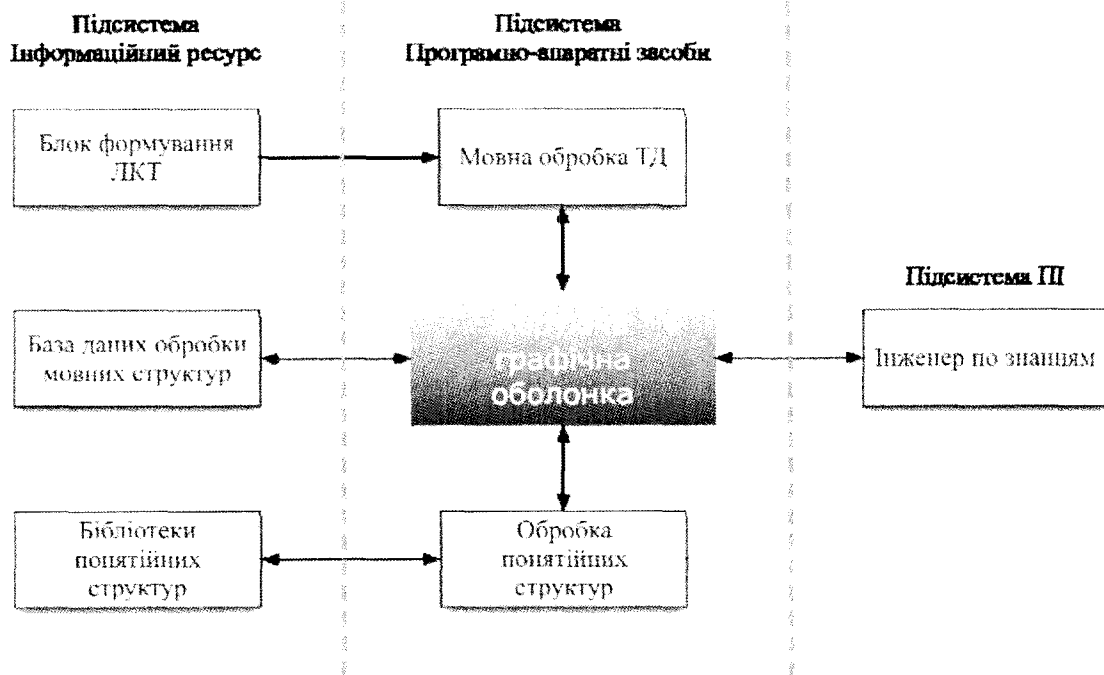 Підсистема
Інформаційний ресурс
Підсистема
Програмно-апаратні засоби
Блок формування
ЛКТ
Мовна обробка ТД
Підсистема ПІ
База даних обробки
мовних структур
графічна
оболонка
Інженер по знанцям
Бібліотеки
понятійних
структур
Обробка
понятійних
структур